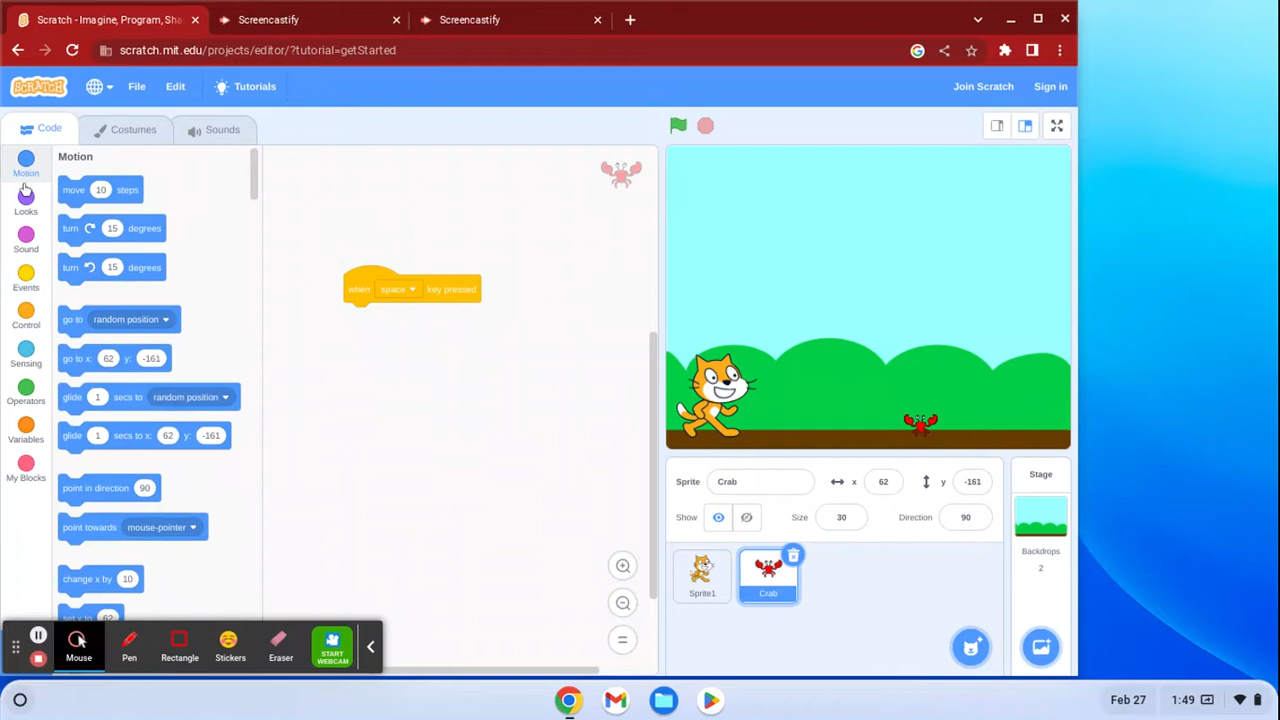 Scratch - Imagine, Program, Sha
Screencastify
Screencastify
scratch.mit.edu/projects/editor/?tutorial=getStarted
SCRATCH
File
Edit
Tutorials
Join Scratch
Sign in
Code
Costumes
Sounds
Motion
Looks
Sound
Events
Control
Sensing
Operators
Variables
My Blocks
Motion
move 10 steps
turn 15 degrees
turn 15 degrees
go to random position
go to x: 62 y: -161
glide 1 secs to random position
glide 1 secs to x: 62 y: -161
point in direction 90
point towards mouse-pointer
change x by 10
set x to 62
when space key pressed
Sprite Crab x 62 y -161
Show Size 30 Direction 90
Sprite1
Crab
Stage
Backdrops
2
Mouse
Pen
Rectangle
Stickers
Eraser
START
WEBCAM
Feb 27
1:49